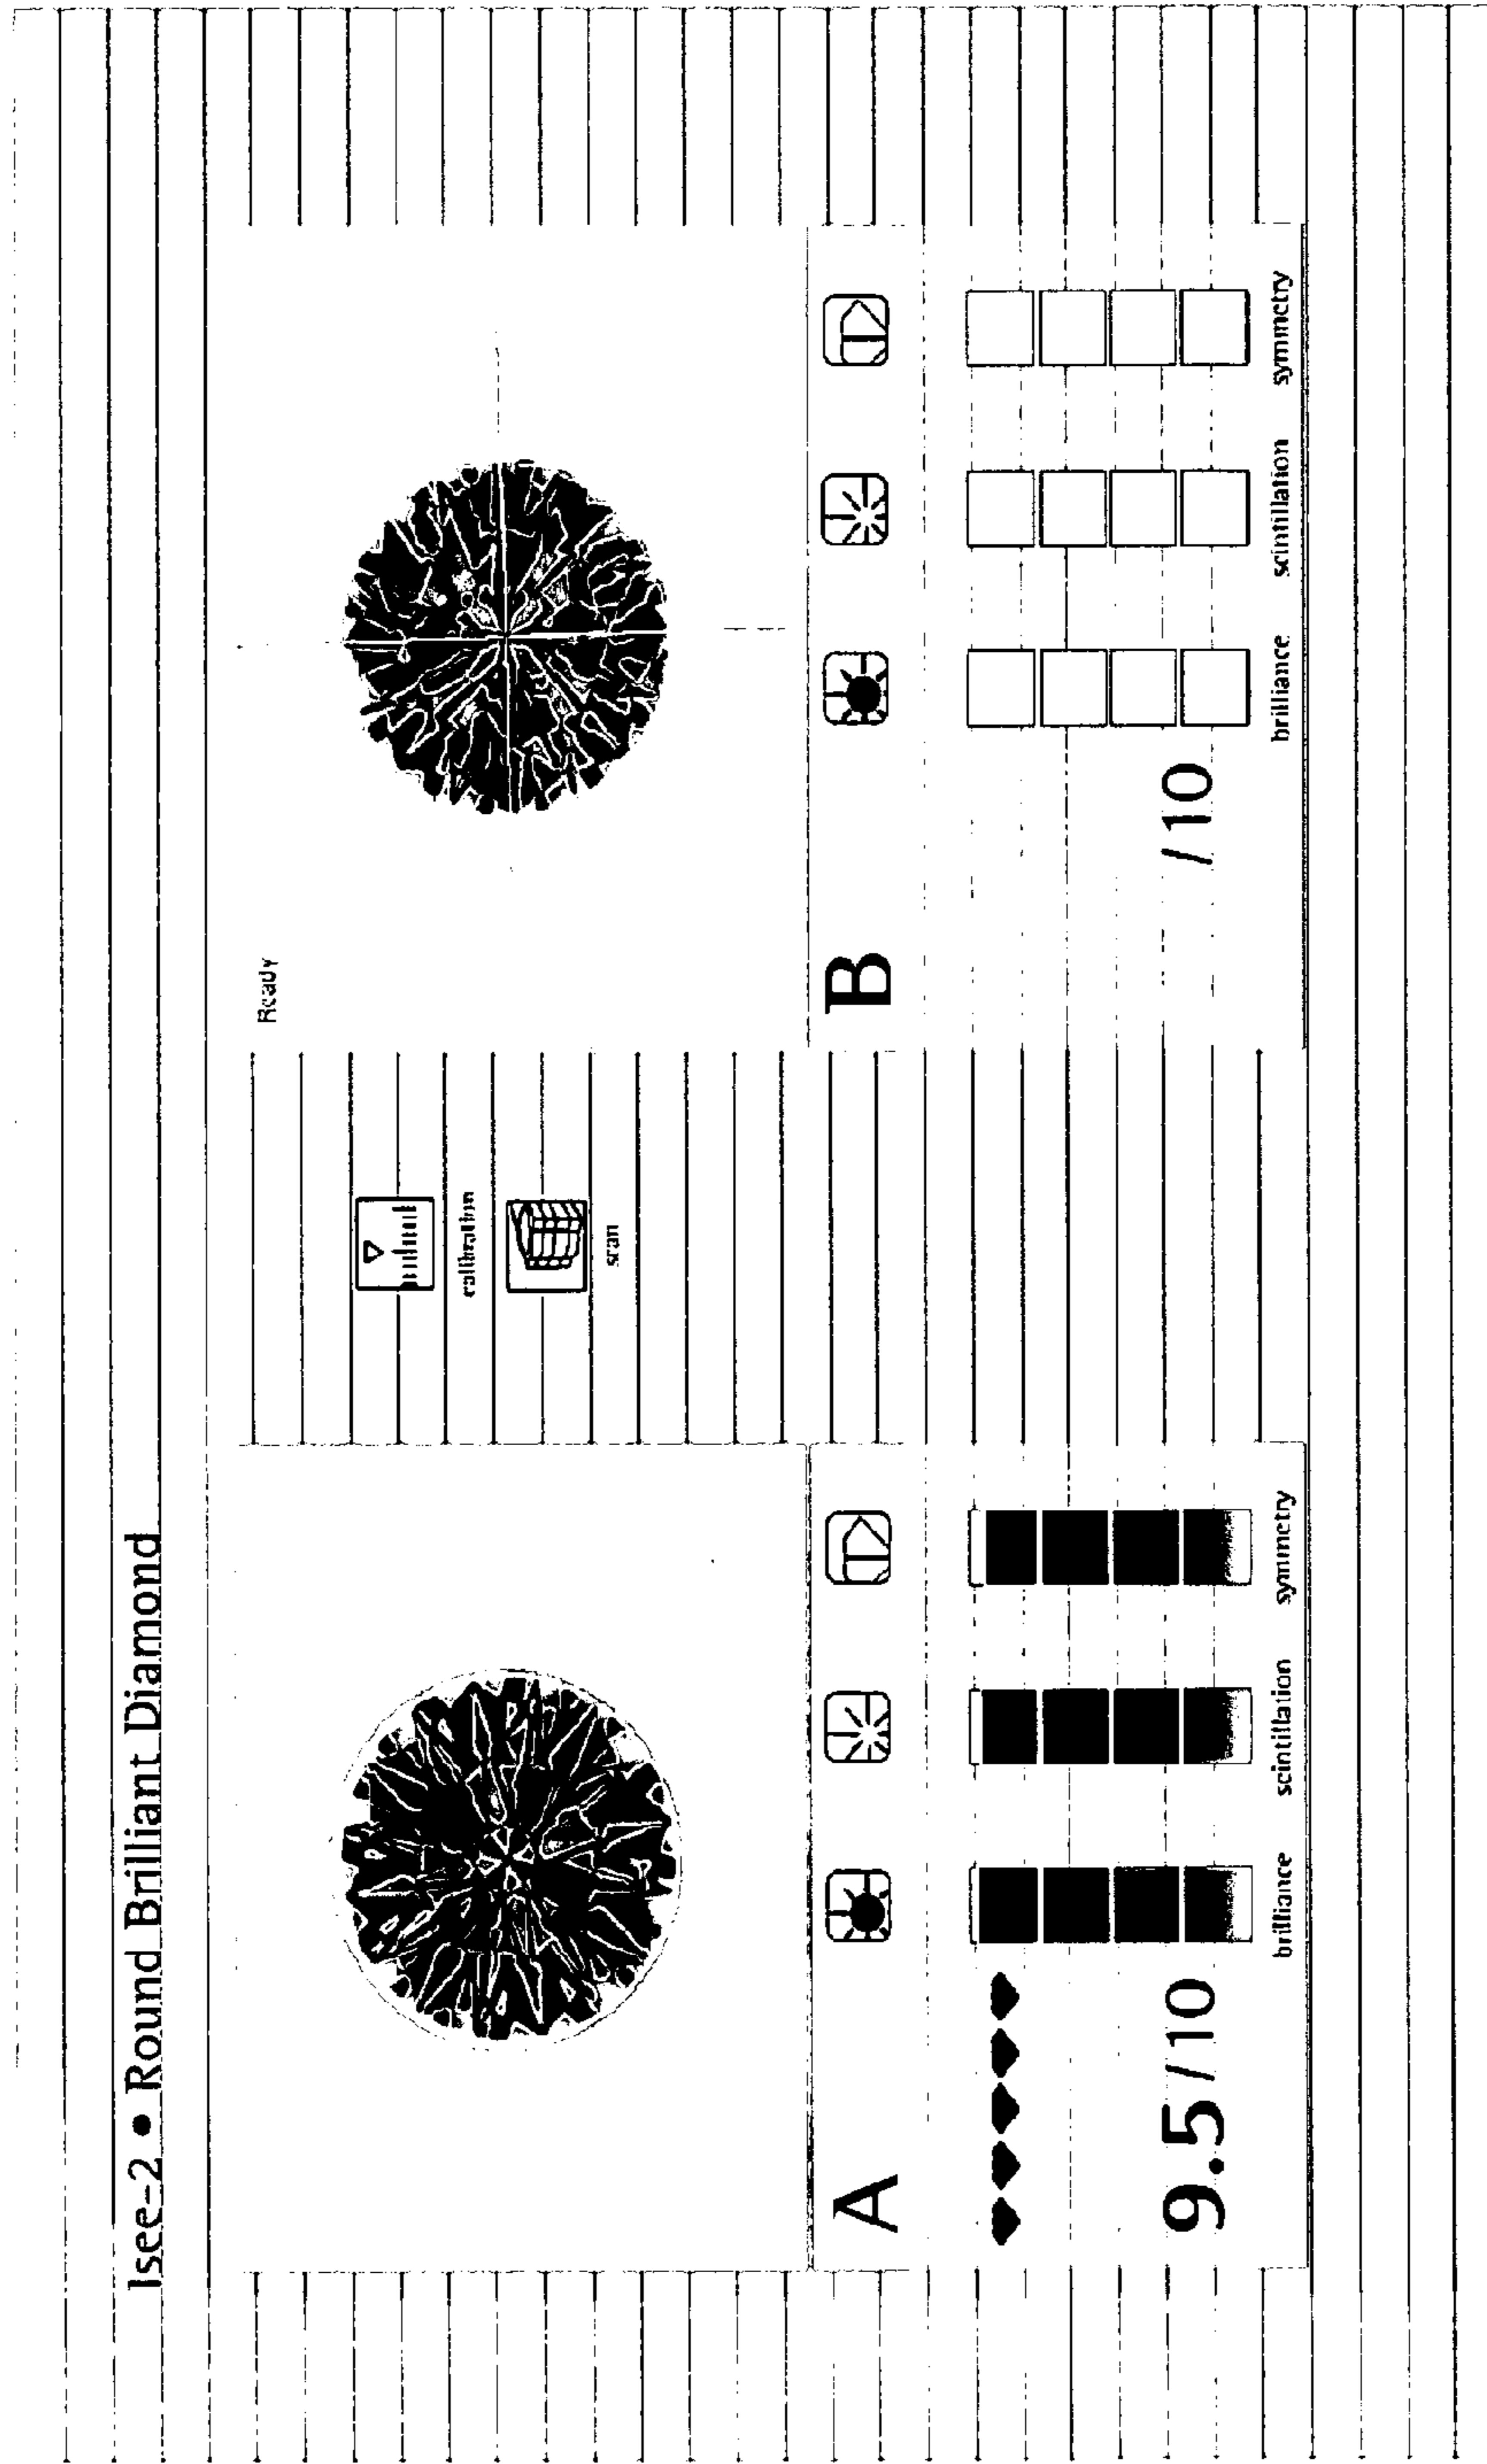 Isee-2 • Round Brilliant Diamond
Ready
calibration
scan
A
9.5/10
brilliance
scintillation
symmetry
B
/10
brilliance
scintillation
symmetry